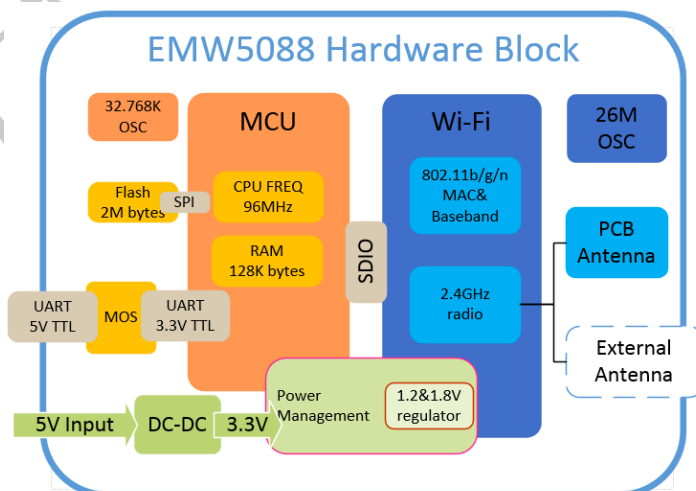 EMW5088 Hardware Block
32.768K
OSC
MCU
Wi-Fi
26M
OSC
Flash
2M bytes
SPI
CPU FREQ
96MHz
802.11b/g/n
MAC&
Baseband
RAM
128K bytes
SDIO
PCB
Antenna
UART
5V TTL
MOS
UART
3.3V TTL
2.4GHz
radio
External
Antenna
Power
Management
1.2&1.8V
regulator
5V Input
DC-DC
3.3V